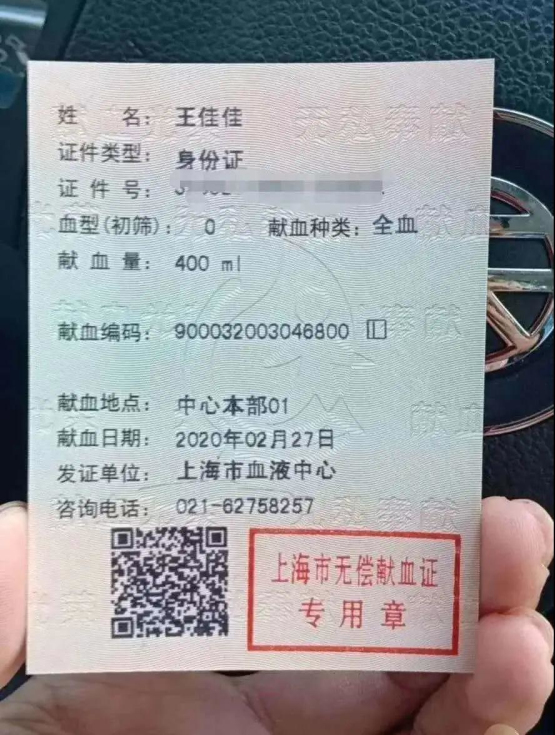 姓 名： 王佳佳
证件类型： 身份证
证 件 号：
血型(初筛)： O 献血种类：全血
献 血 量： 400 ml
献血编码： 900032003046800
献血地点： 中心本部01
献血日期： 2020年02月27日
发证单位： 上海市血液中心
咨询电话： 021-62758257
上海市无偿献血证
专用章